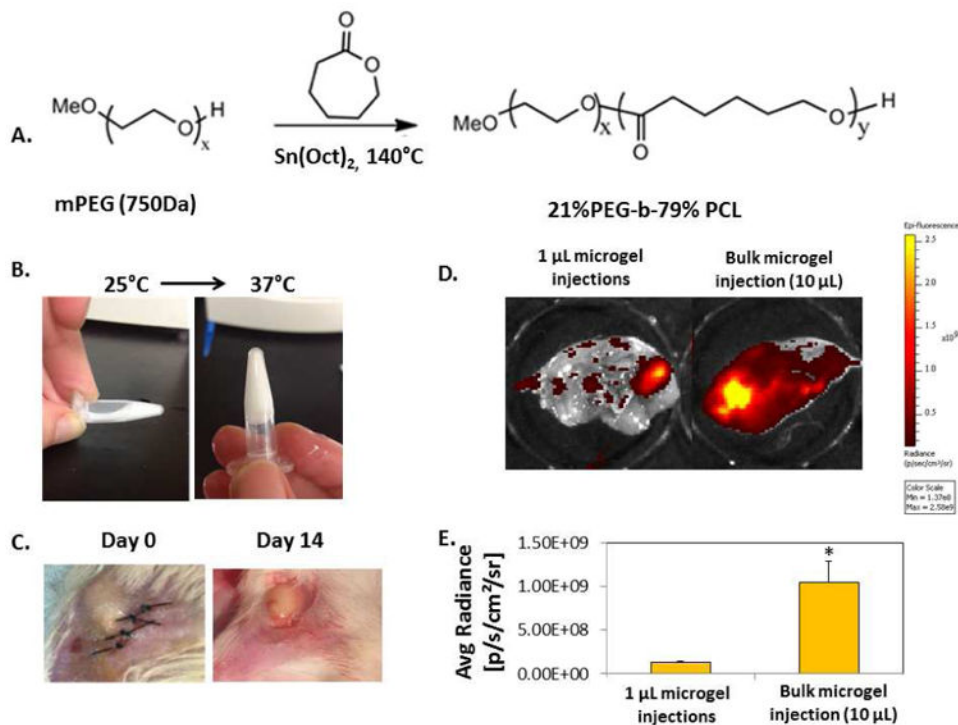 A.
MeO
O
H
x
O
O
Sn(Oct)2, 140°C
MeO
O
x
O
O
y
H
mPEG (750Da)
21%PEG-b-79% PCL
B.
25°C
37°C
C.
Day 0
Day 14
D.
1 µL microgel
injections
Bulk microgel
injection (10 µL)
Epi-fluorescence
2.5
2.0
1.5
x10⁹
1.0
0.5
Radiance
(p/sec/cm²/sr)
Color Scale
Min = 1.37e8
Max = 2.58e9
E.
Avg Radiance
[p/s/cm²/sr]
1.50E+09
1.00E+09
5.00E+08
0.00E+00
*
1 µL microgel
injections
Bulk microgel
injection (10 µL)